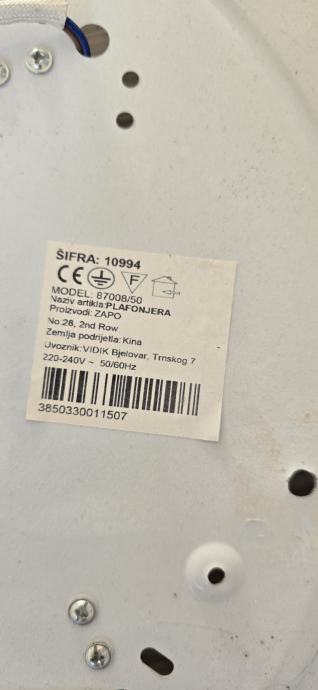 ŠIFRA: 10994
CE F
MODEL: 87008/50
Naziv artikla:PLAFONJERA
Proizvodi: ZAPO
No.28, 2nd Row
Zemlja podrijetla: Kina
Uvoznik: VIDIK Bjelovar, Trnskog 7
220-240V ~ 50/60Hz
3850330011507